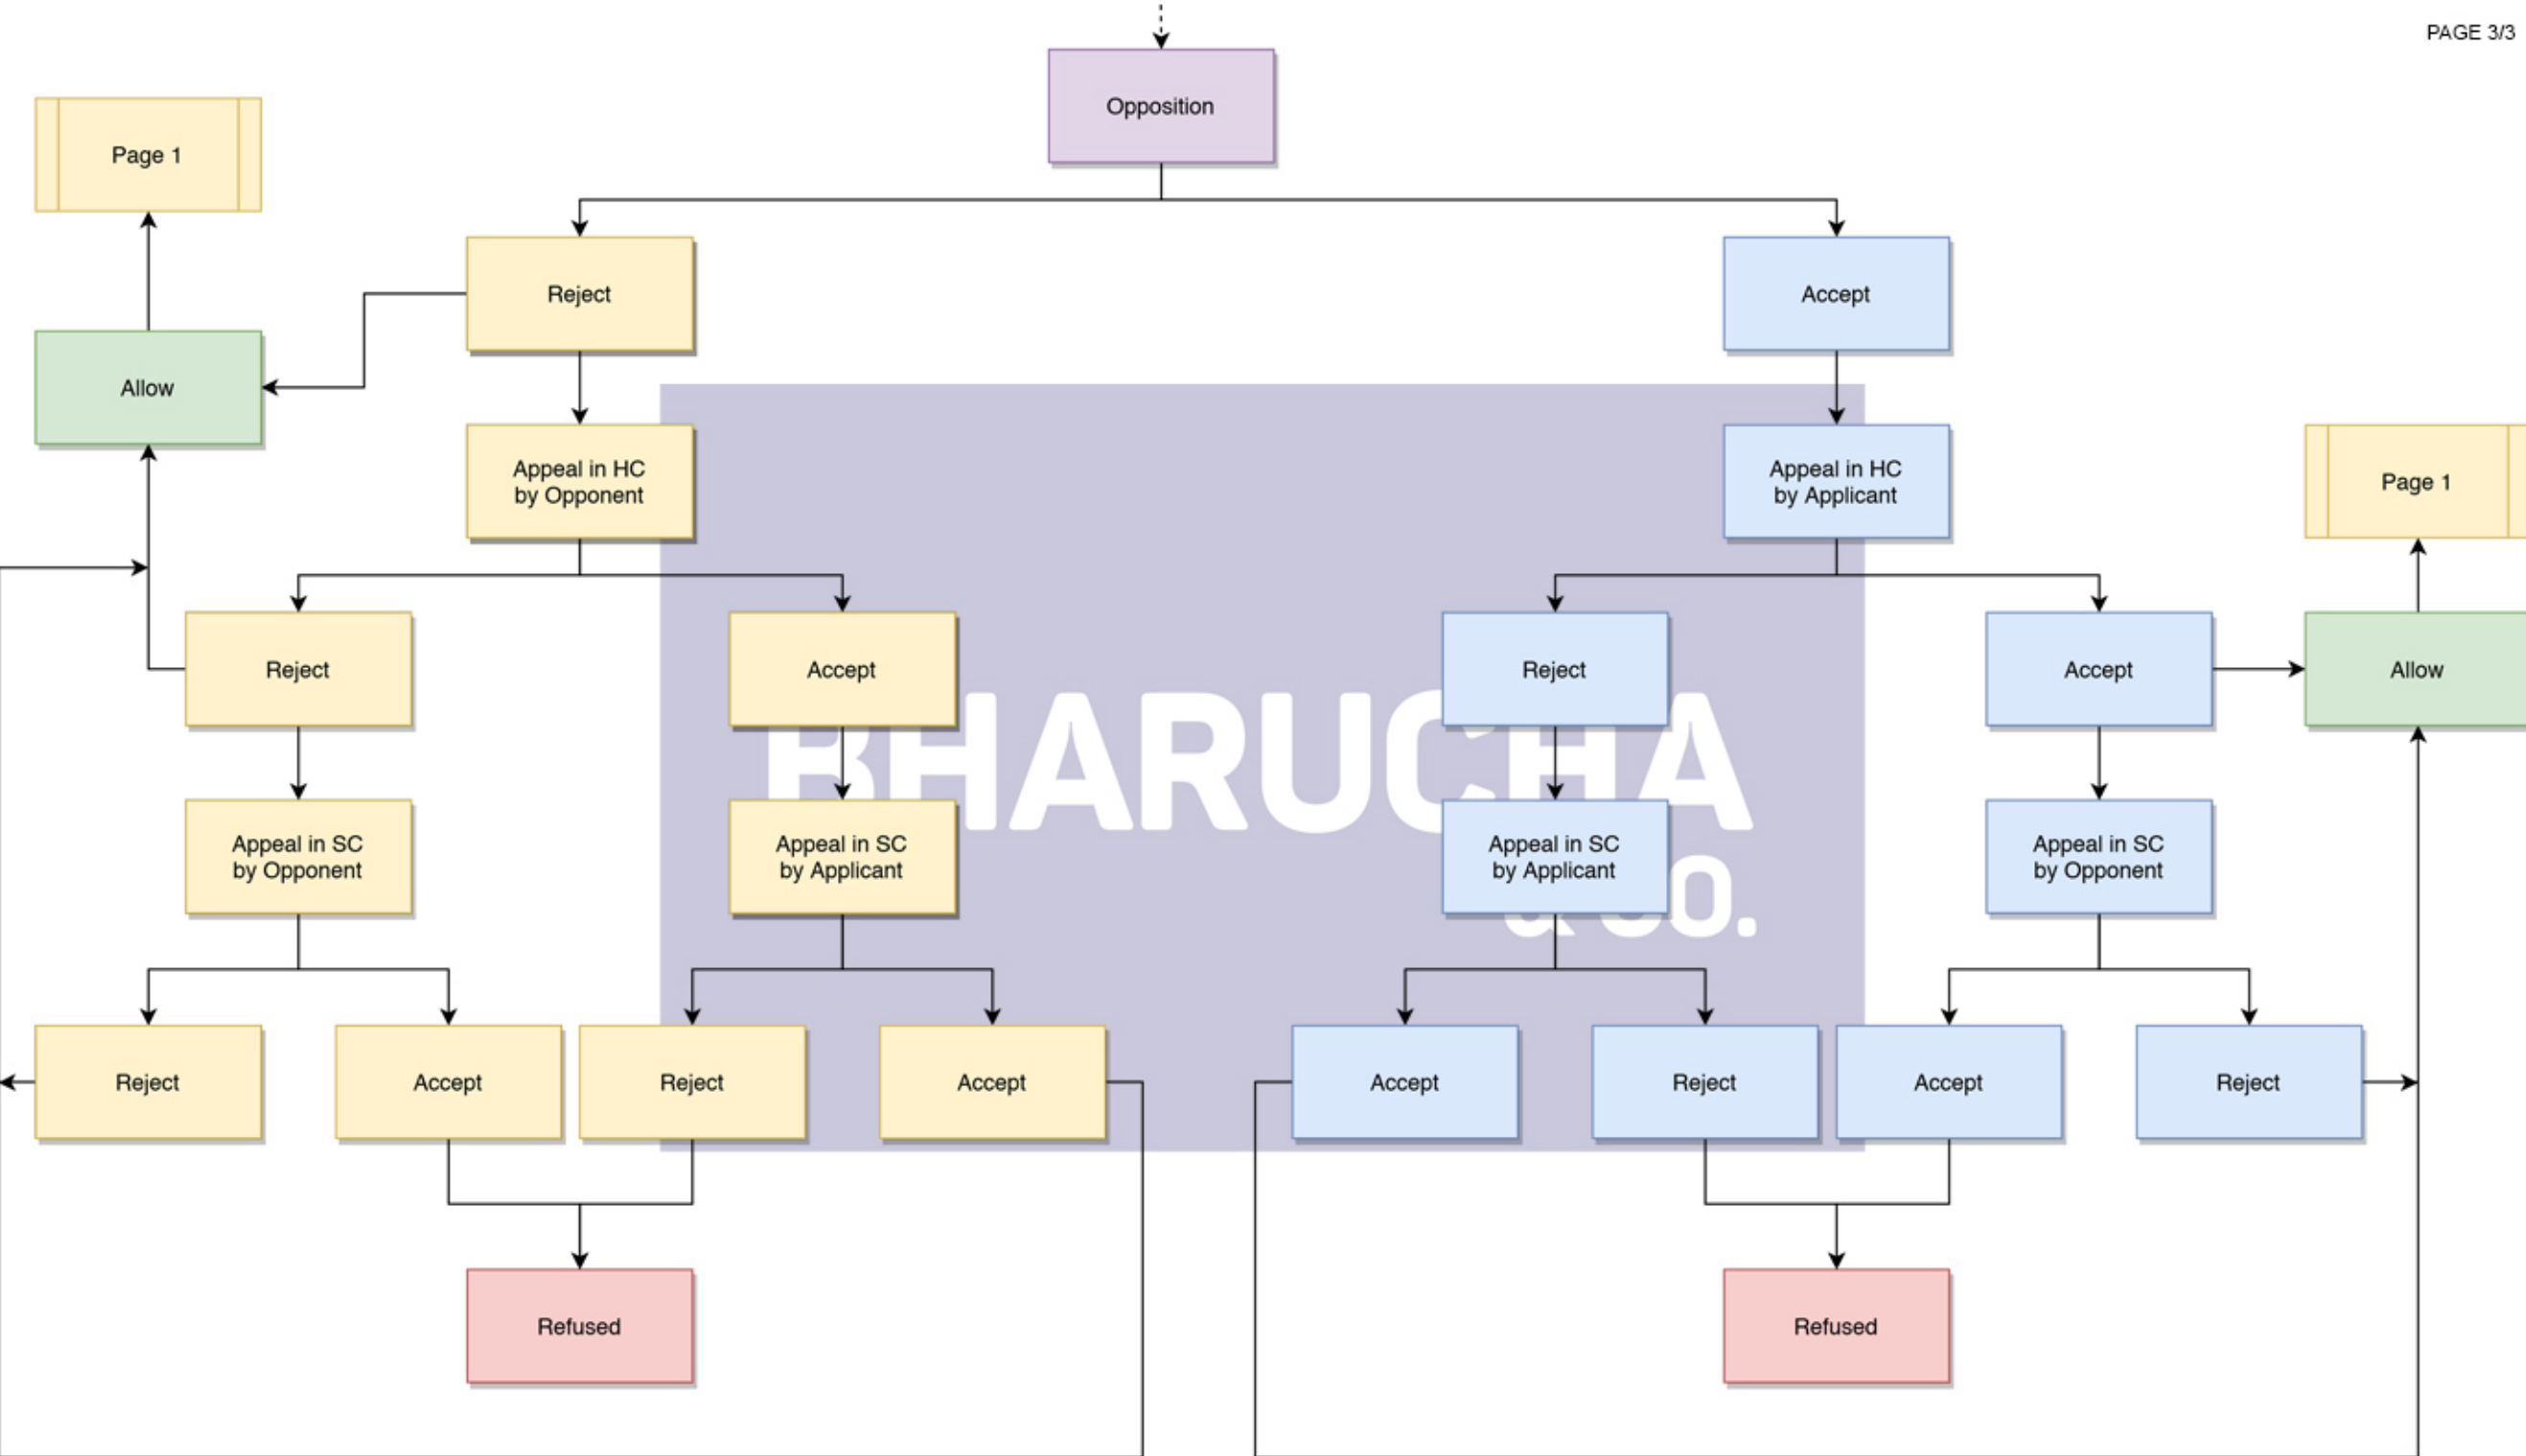 PAGE 3/3
Opposition
Page 1
Reject
Accept
Allow
Appeal in HC
by Opponent
Appeal in HC
by Applicant
Page 1
Reject
Accept
Reject
Accept
Allow
BHARUCHA
& CO.
Appeal in SC
by Opponent
Appeal in SC
by Applicant
Appeal in SC
by Applicant
Appeal in SC
by Opponent
Reject
Accept
Reject
Accept
Accept
Reject
Accept
Reject
Refused
Refused